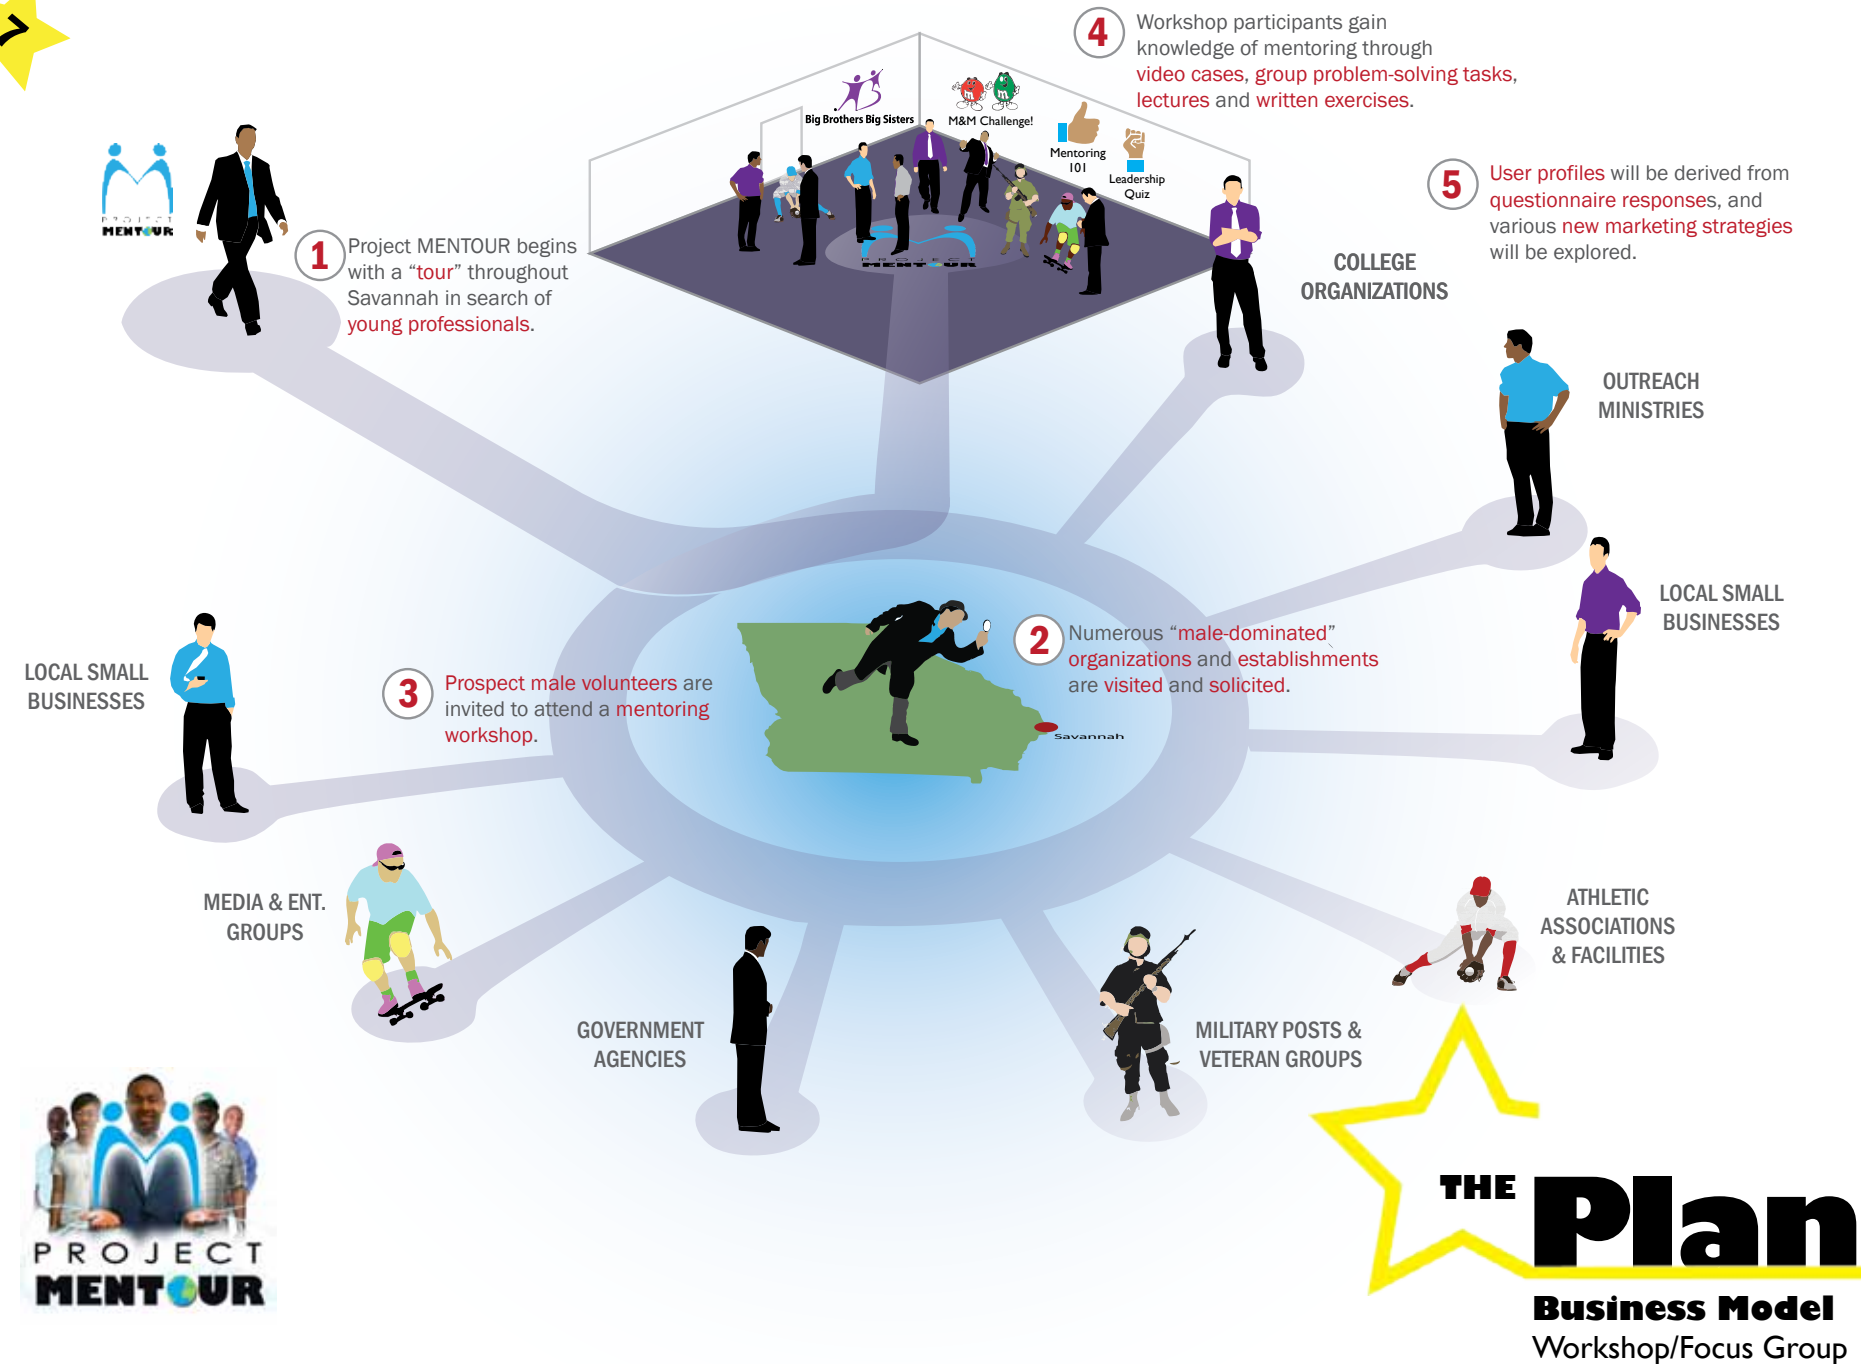 7
PROJECT
MENTOUR
1
Project MENTOUR begins
with a “tour” throughout
Savannah in search of
young professionals.
Big Brothers Big Sisters
M&M Challenge!
m
m
Mentoring
101
Leadership
Quiz
PROJECT
MENTOUR
4
Workshop participants gain
knowledge of mentoring through
video cases, group problem-solving tasks,
lectures and written exercises.
5
User profiles will be derived from
questionnaire responses, and
various new marketing strategies
will be explored.
COLLEGE
ORGANIZATIONS
OUTREACH
MINISTRIES
LOCAL SMALL
BUSINESSES
2
Numerous “male-dominated”
organizations and establishments
are visited and solicited.
Savannah
3
Prospect male volunteers are
invited to attend a mentoring
workshop.
LOCAL SMALL
BUSINESSES
MEDIA & ENT.
GROUPS
GOVERNMENT
AGENCIES
MILITARY POSTS &
VETERAN GROUPS
ATHLETIC
ASSOCIATIONS
& FACILITIES
PROJECT
MENTOUR
THE Plan
Business Model
Workshop/Focus Group